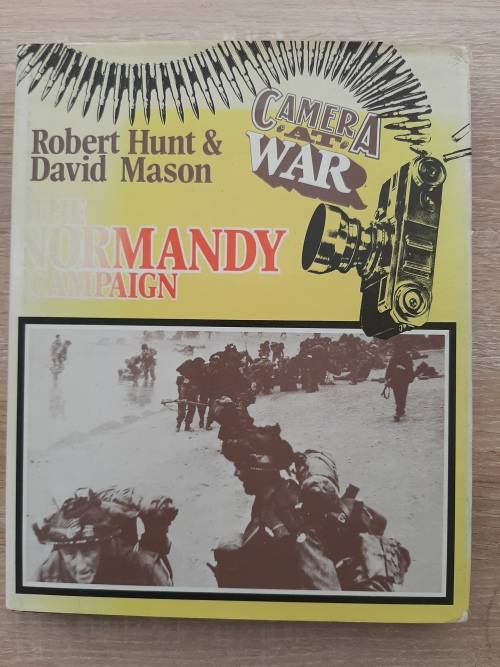 CAMERA
·AT·
WAR
Robert Hunt &
David Mason
THE
NORMANDY
CAMPAIGN